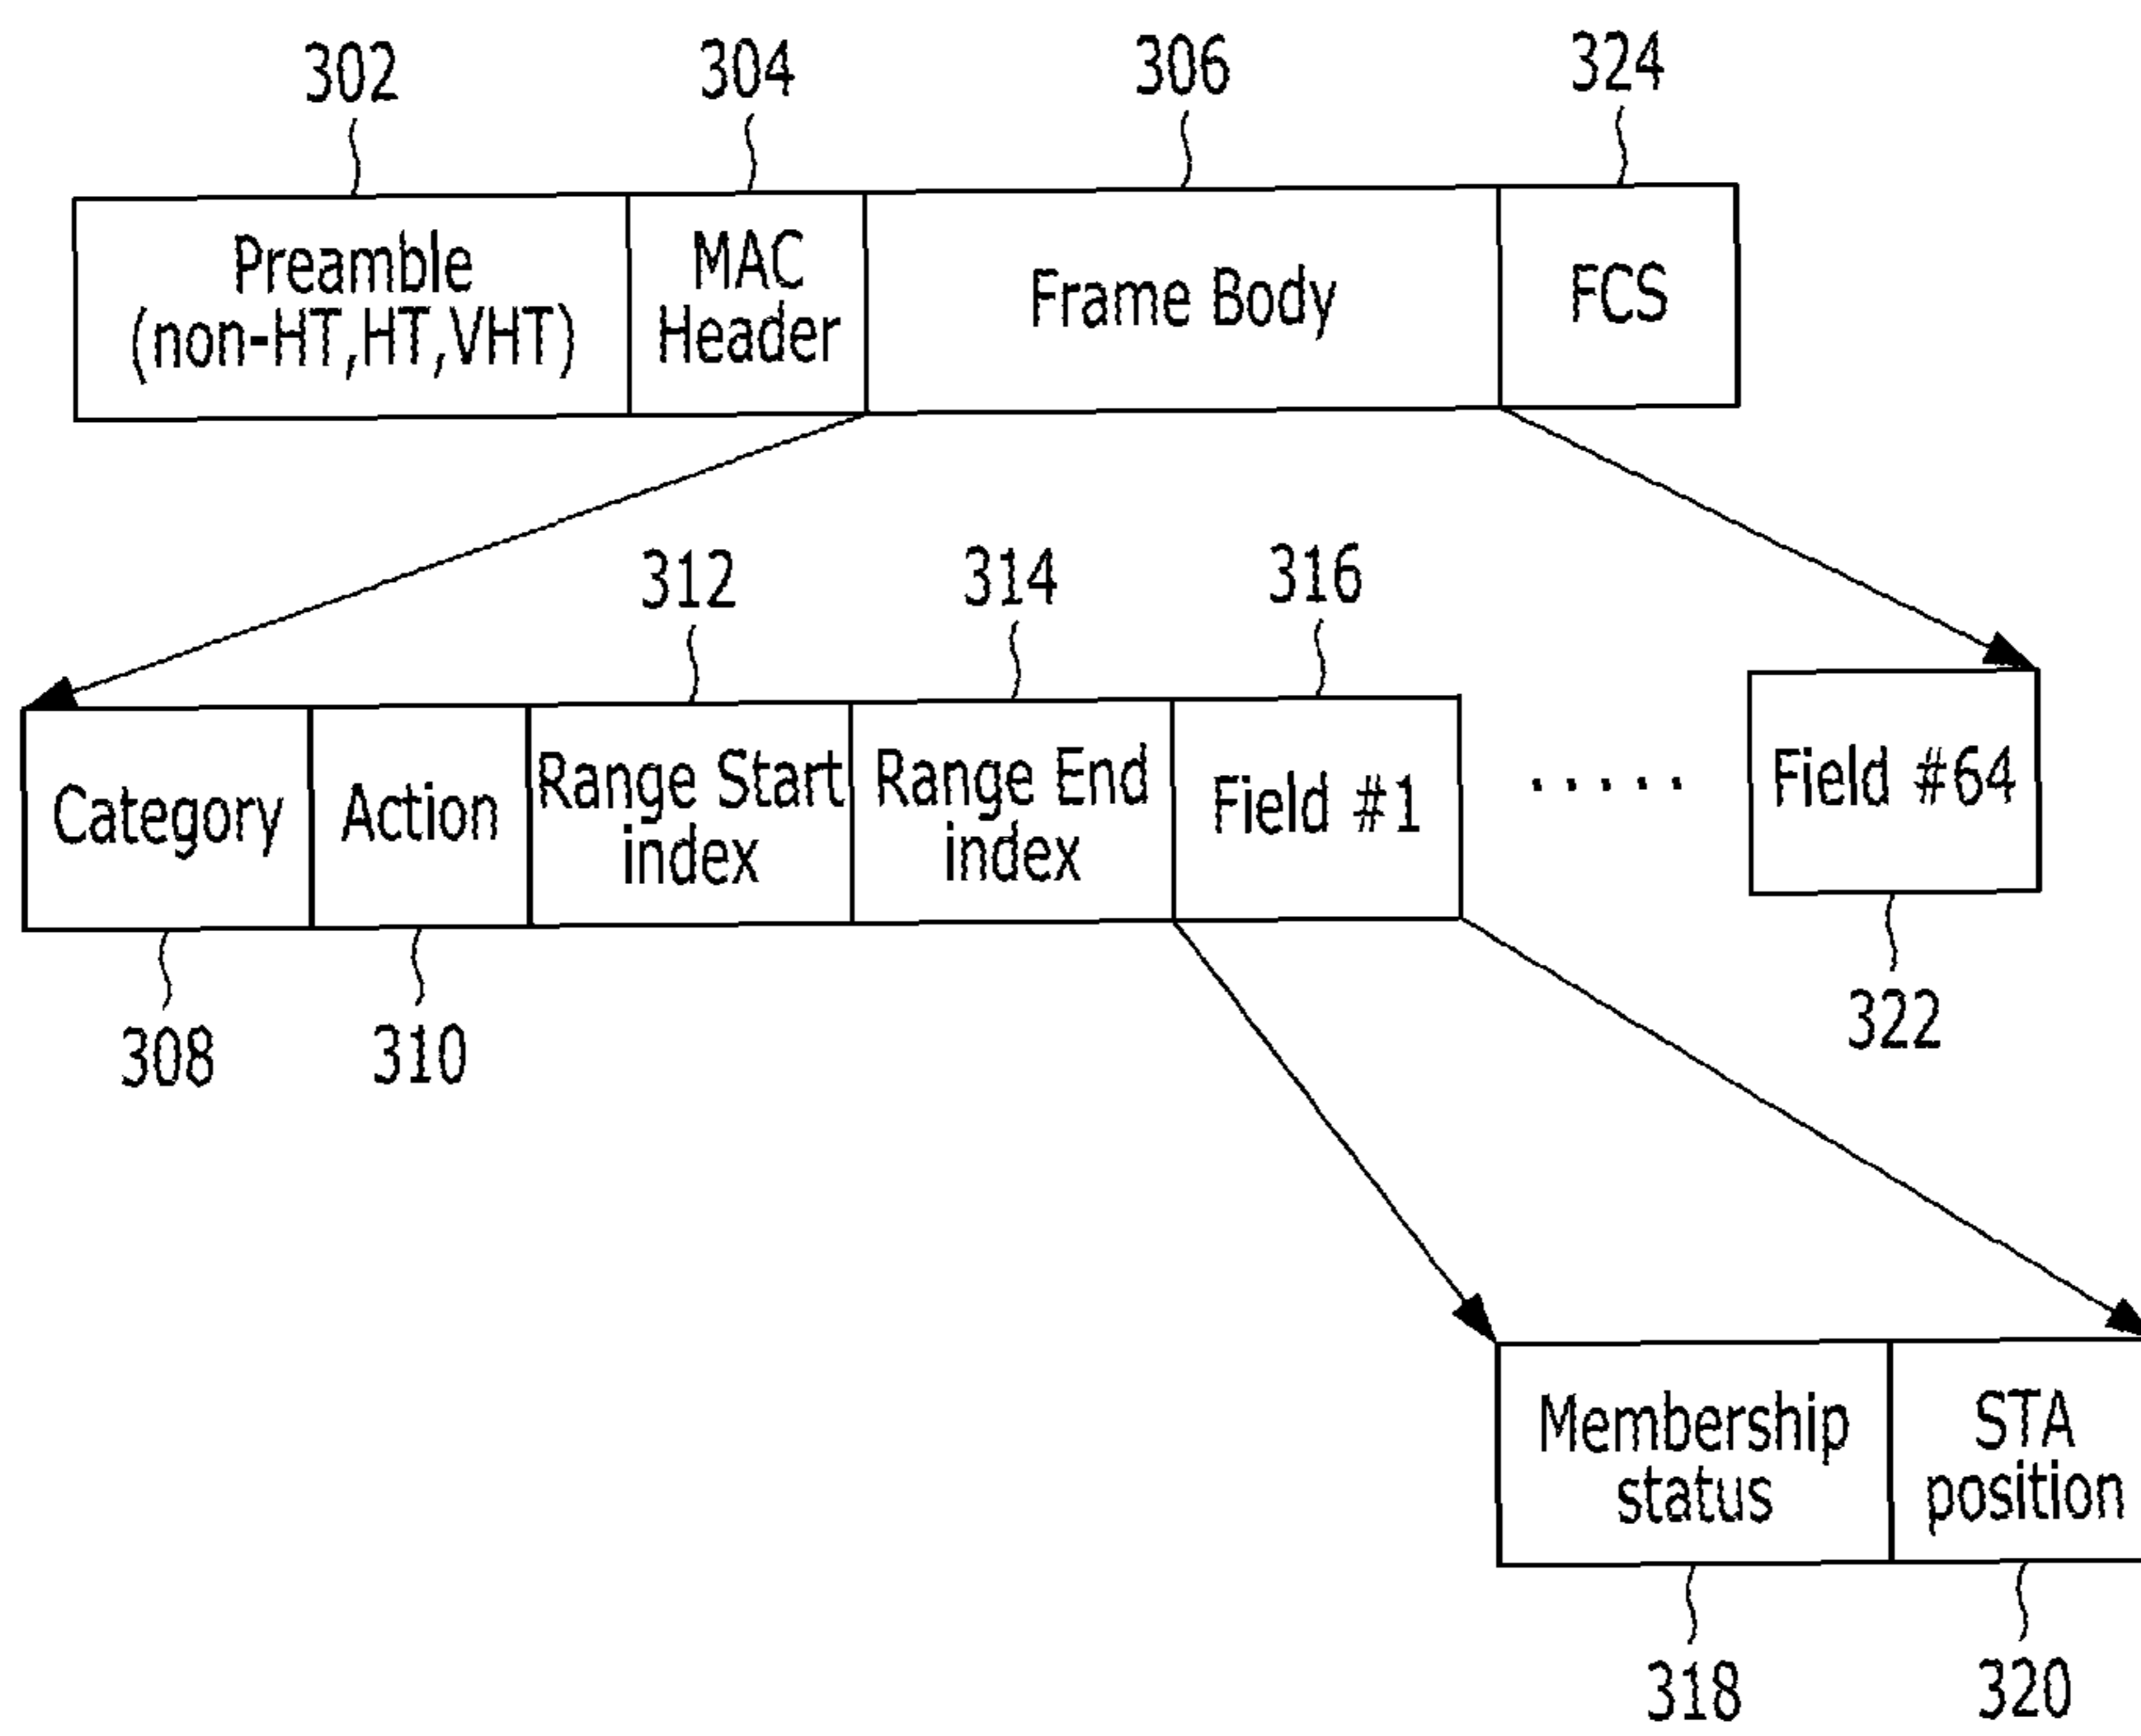 302
304
306
324
Preamble
(non-HT,HT,VHT)
MAC
Header
Frame Body
FCS
312
314
316
Category
Action
Range Start
index
Range End
index
Field #1
.....
Field #64
308
310
322
Membership
status
STA
position
318
320